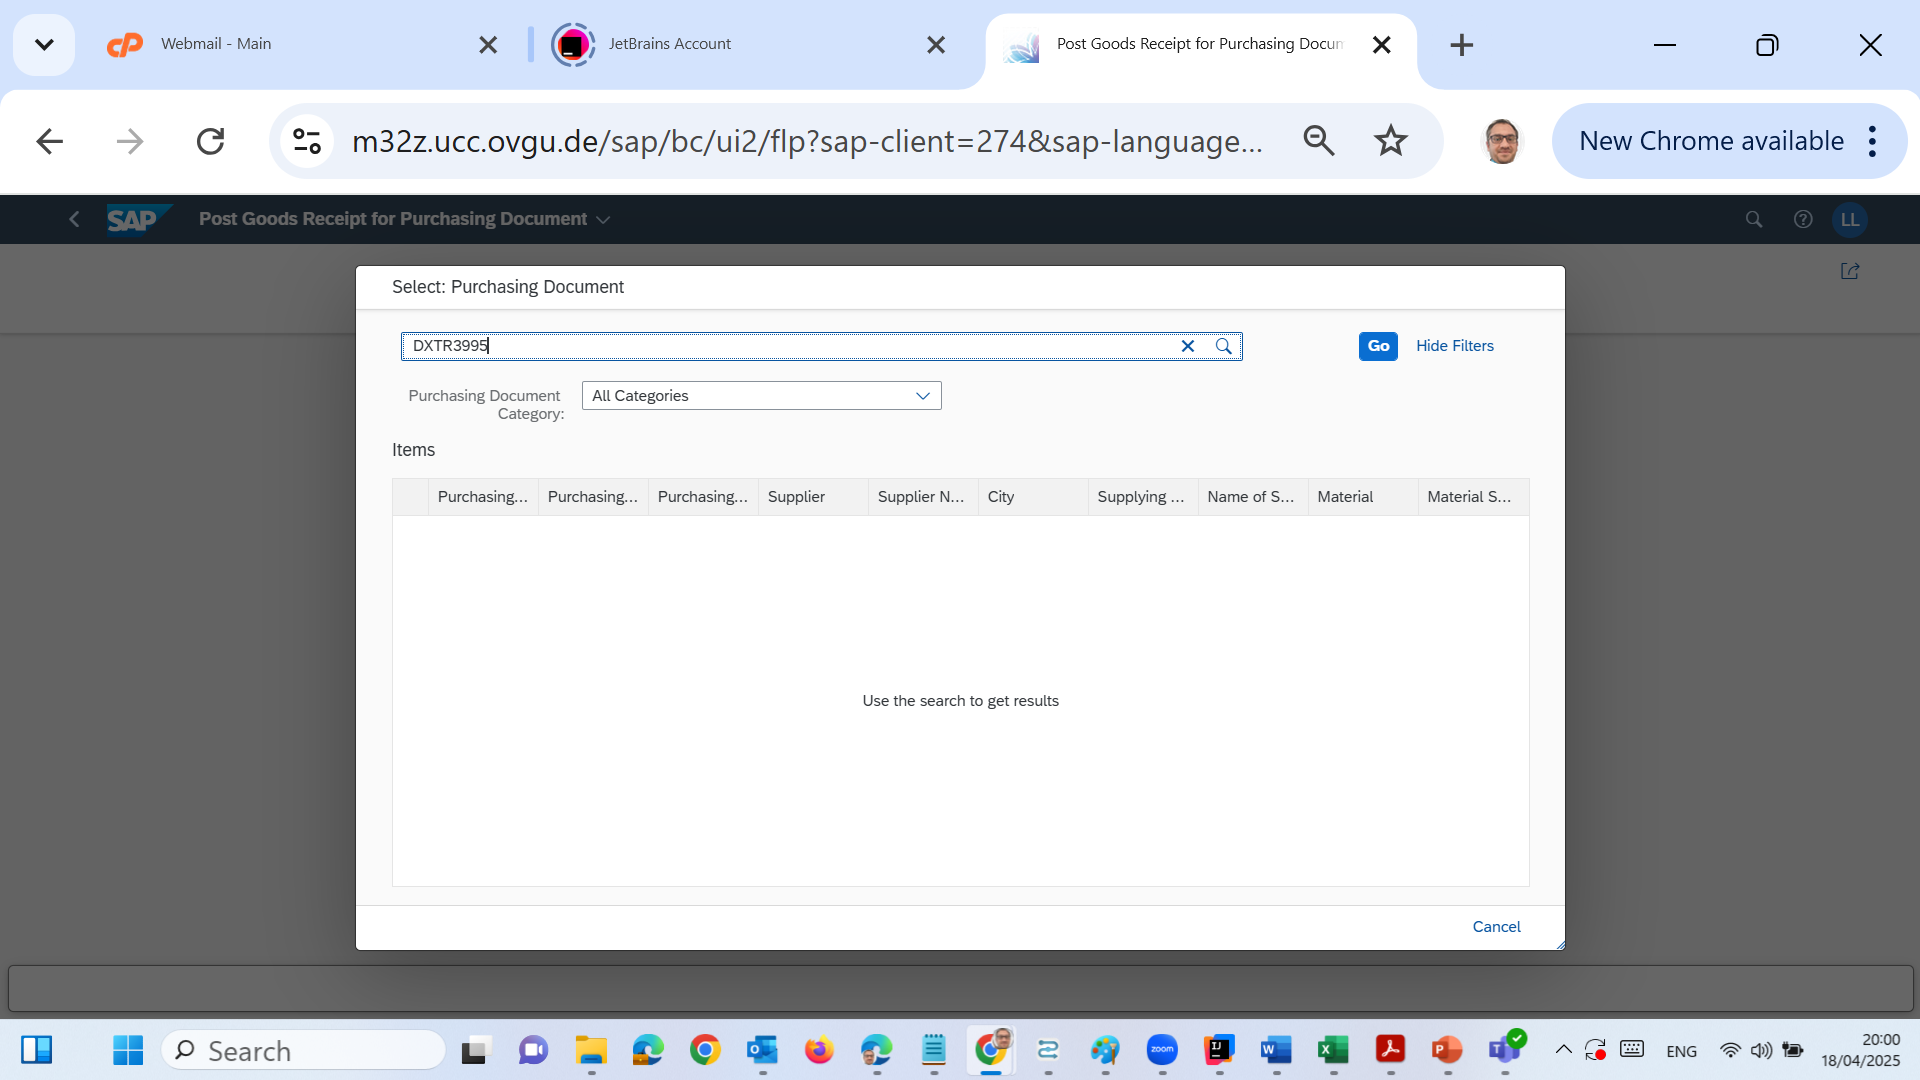 Webmail - Main
JetBrains Account
Post Goods Receipt for Purchasing Docum
m32z.ucc.ovgu.de/sap/bc/ui2/flp?sap-client=274&sap-language...
New Chrome available
SAP
Post Goods Receipt for Purchasing Document
LL
Select: Purchasing Document
DXTR3995
Go
Hide Filters
Purchasing Document Category:
All Categories
Items
Purchasing... Purchasing... Purchasing... Supplier Supplier N... City Supplying ... Name of S... Material Material S...
Use the search to get results
Cancel
Search
zoom
ENG
20:00
18/04/2025